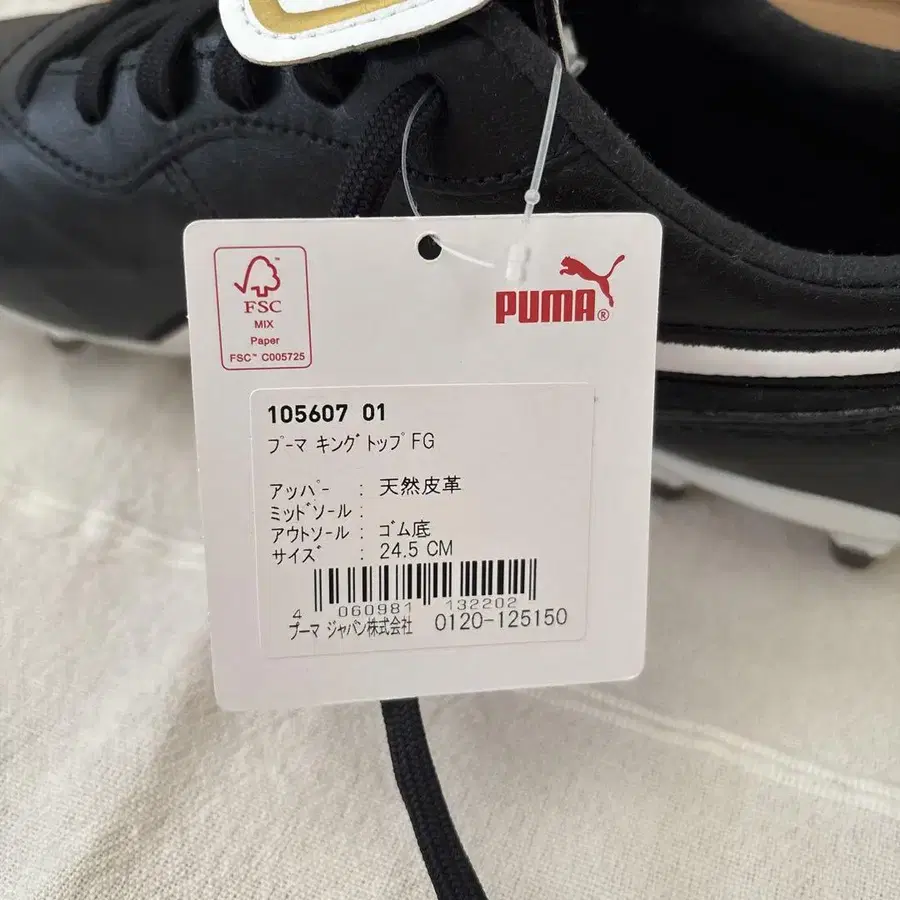 FSC
MIX
Paper
FSC™ C005725
PUMA®
105607 01
プーマ キングトップ FG
アッパー : 天然皮革
ミッドソール :
アウトソール : ゴム底
サイズ : 24.5 CM
4 060981 132202
プーマ ジャパン株式会社 0120-125150